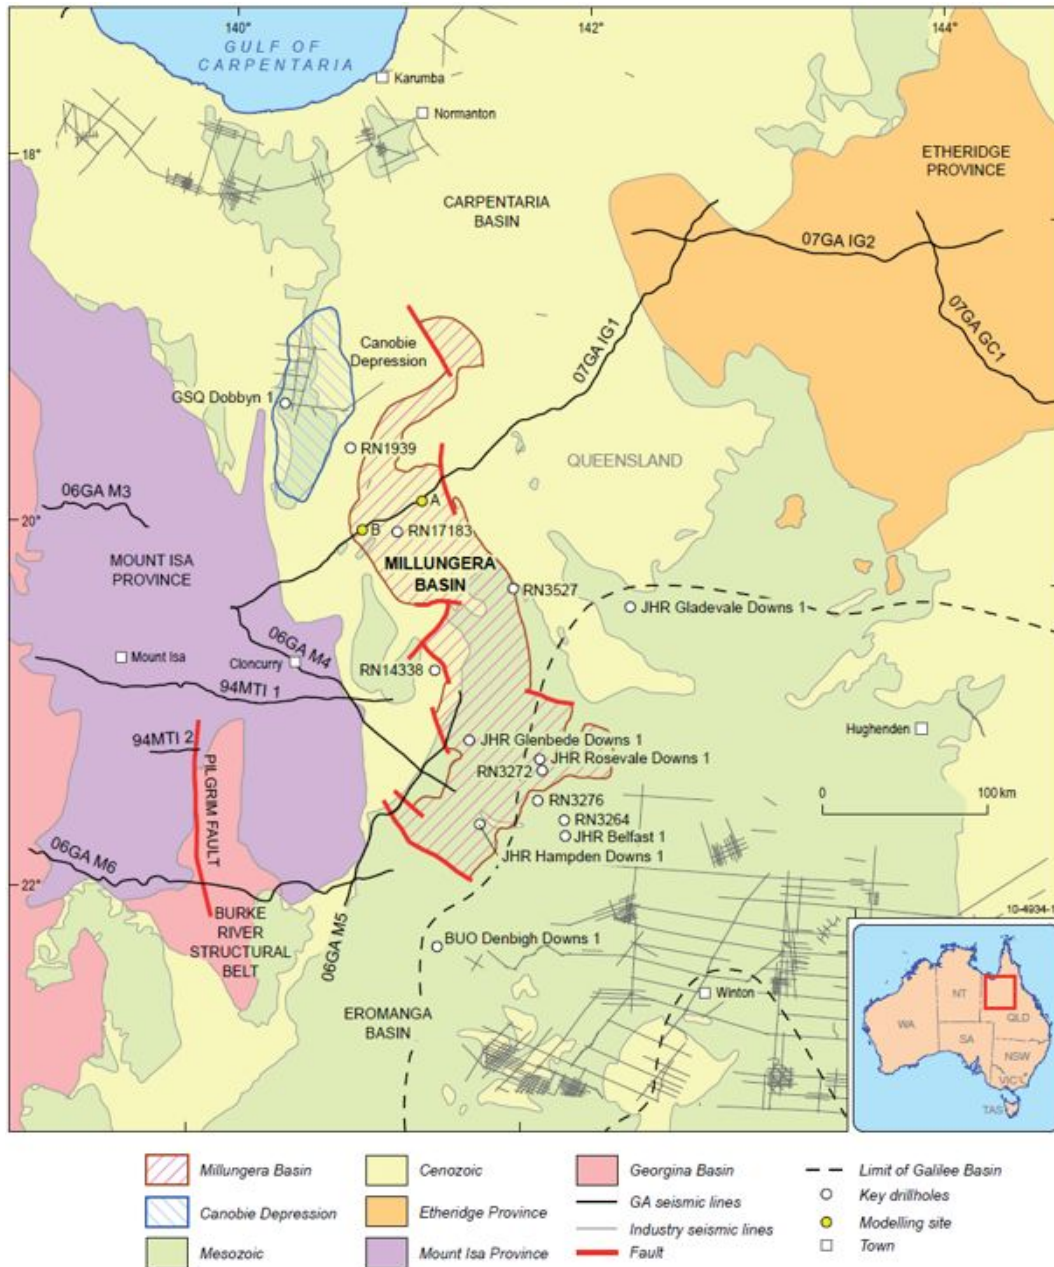 140°
142°
144°
GULF OF
CARPENTARIA
Karumba
Normanton
18°
ETHERIDGE
PROVINCE
CARPENTARIA
BASIN
07GA IG2
07GA IG1
07GA GC1
Canobie
Depression
GSQ Dobbyn 1
RN1939
QUEENSLAND
06GA M3
A
20°
B
RN17183
MOUNT ISA
PROVINCE
MILLUNGERA
BASIN
RN3527
JHR Gladevale Downs 1
06GA M4
Mount Isa
Cloncurry
RN14338
94MTI 1
Hughenden
94MTI 2
JHR Glenbede Downs 1
JHR Rosevale Downs 1
RN3272
PILGRIM FAULT
0
100 km
RN3276
RN3264
JHR Belfast 1
06GA M6
JHR Hampden Downs 1
22°
BURKE
RIVER
STRUCTURAL
BELT
06GA M5
10-4934-1
BUO Denbigh Downs 1
Winton
EROMANGA
BASIN
NT
QLD
WA
SA
NSW
VIC
TAS
Millungera Basin
Cenozoic
Georgina Basin
Limit of Galilee Basin
Canobie Depression
Etheridge Province
GA seismic lines
Key drillholes
Industry seismic lines
Modelling site
Mesozoic
Mount Isa Province
Fault
Town